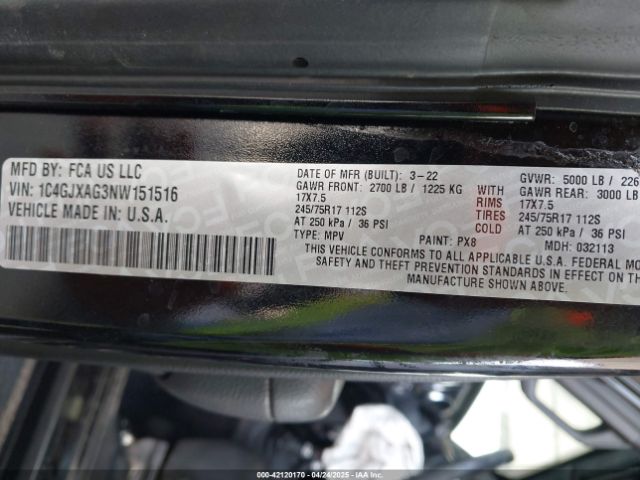 MFD BY: FCA US LLC
VIN: 1C4GJXAG3NW151516
VEHICLE MADE IN: U.S.A.
DATE OF MFR (BUILT): 3-22
GAWR FRONT: 2700 LB / 1225 KG
17X7.5
245/75R17 112S
AT 250 kPa / 36 PSI
TYPE: MPV
PAINT: PX8
WITH
RIMS
TIRES
COLD
GVWR: 5000 LB / 226
GAWR REAR: 3000 LB
17X7.5
245/75R17 112S
AT 250 kPa / 36 PSI
MDH: 032113
THIS VEHICLE CONFORMS TO ALL APPLICABLE U.S.A. FEDERAL MO
SAFETY AND THEFT PREVENTION STANDARDS IN EFFECT ON TH
MANUFACTURE SHOWN ABOVE.
000-42120170 - 04/24/2025 - IAAI.COM